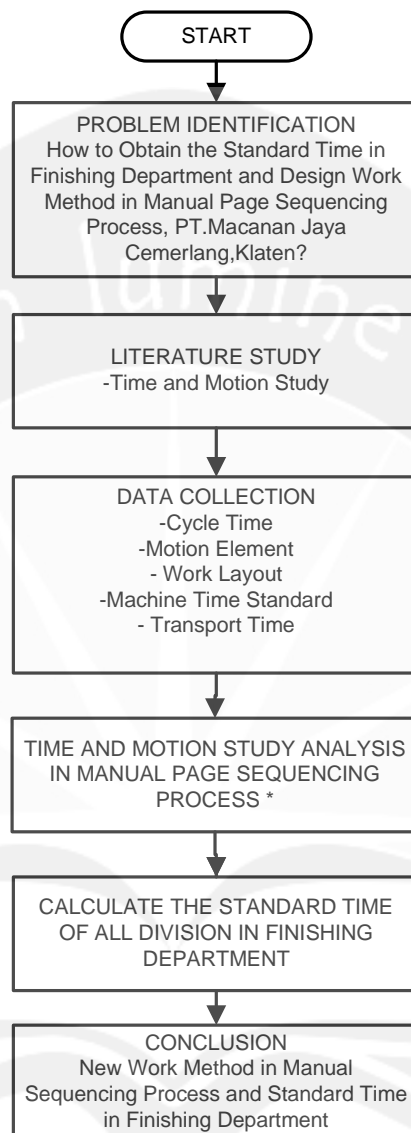 START
PROBLEM IDENTIFICATION
How to Obtain the Standard Time in
Finishing Department and Design Work
Method in Manual Page Sequencing
Process, PT.Macanan Jaya
Cemerlang,Klaten?
LITERATURE STUDY
-Time and Motion Study
DATA COLLECTION
-Cycle Time
-Motion Element
- Work Layout
-Machine Time Standard
- Transport Time
TIME AND MOTION STUDY ANALYSIS
IN MANUAL PAGE SEQUENCING
PROCESS *
CALCULATE THE STANDARD TIME
OF ALL DIVISION IN FINISHING
DEPARTMENT
CONCLUSION
New Work Method in Manual
Sequencing Process and Standard Time
in Finishing Department